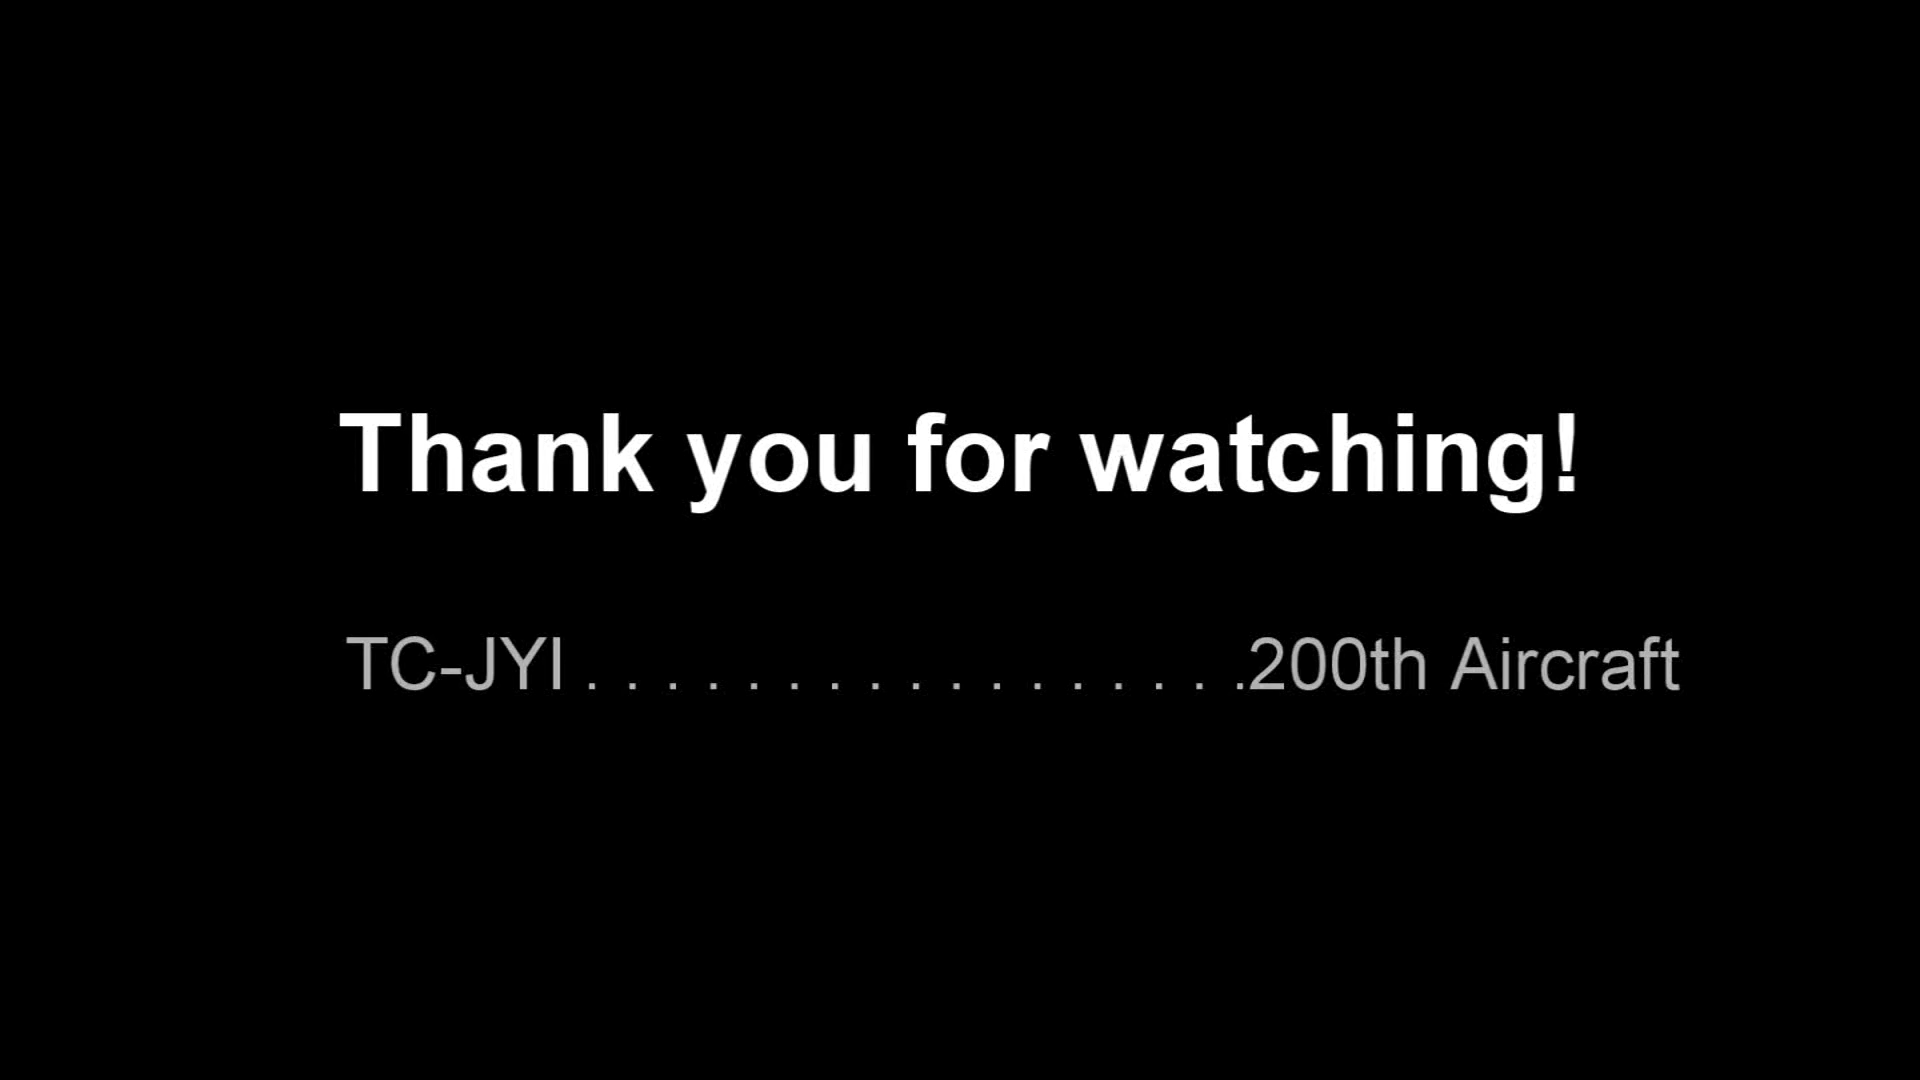 Thank you for watching!
TC-JYI . . . . . . . . . . . . . . . . .200th Aircraft